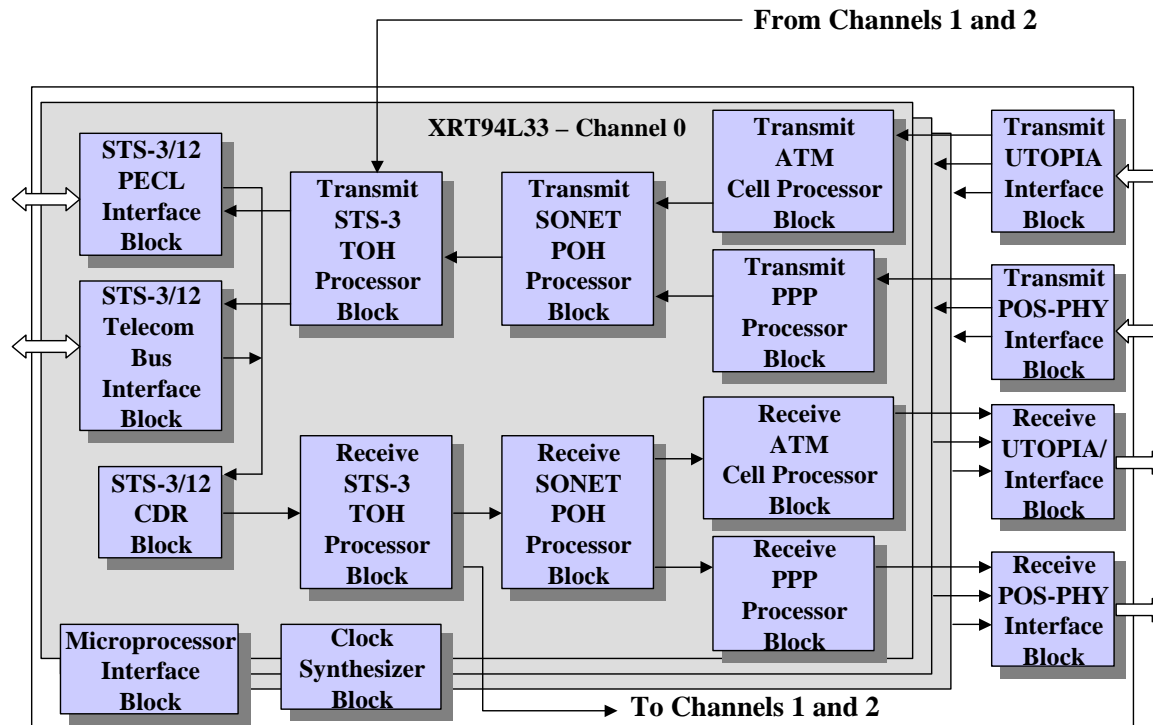 From Channels 1 and 2
XRT94L33 – Channel 0
STS-3/12
PECL
Interface
Block
Transmit
STS-3
TOH
Processor
Block
Transmit
SONET
POH
Processor
Block
Transmit
ATM
Cell Processor
Block
Transmit
UTOPIA
Interface
Block
STS-3/12
Telecom
Bus
Interface
Block
Transmit
PPP
Processor
Block
Transmit
POS-PHY
Interface
Block
STS-3/12
CDR
Block
Receive
STS-3
TOH
Processor
Block
Receive
SONET
POH
Processor
Block
Receive
ATM
Cell Processor
Block
Receive
UTOPIA/
Interface
Block
Receive
PPP
Processor
Block
Receive
POS-PHY
Interface
Block
Microprocessor
Interface
Block
Clock
Synthesizer
Block
To Channels 1 and 2